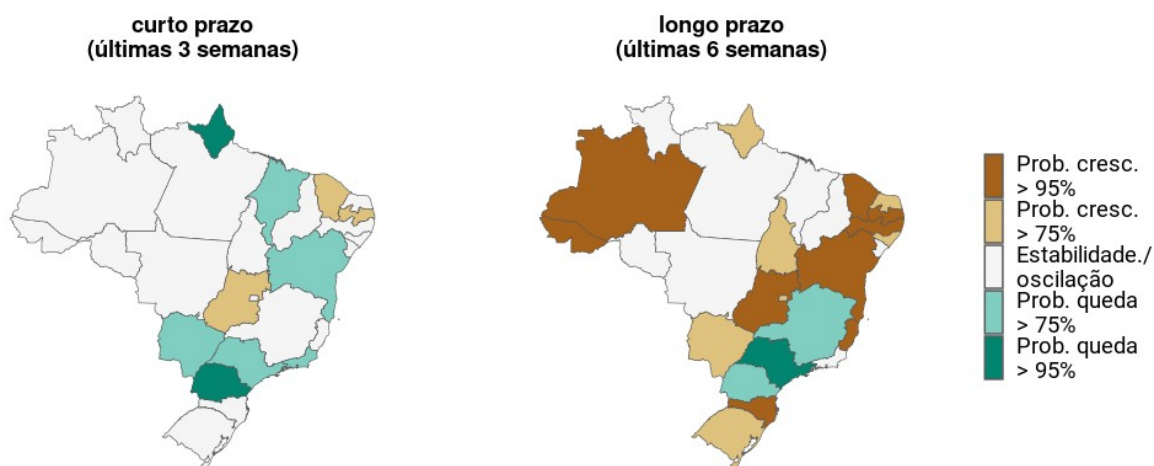 curto prazo
(últimas 3 semanas)
longo prazo
(últimas 6 semanas)
Prob. cresc.
> 95%
Prob. cresc.
> 75%
Estabilidade./
oscilação
Prob. queda
> 75%
Prob. queda
> 95%